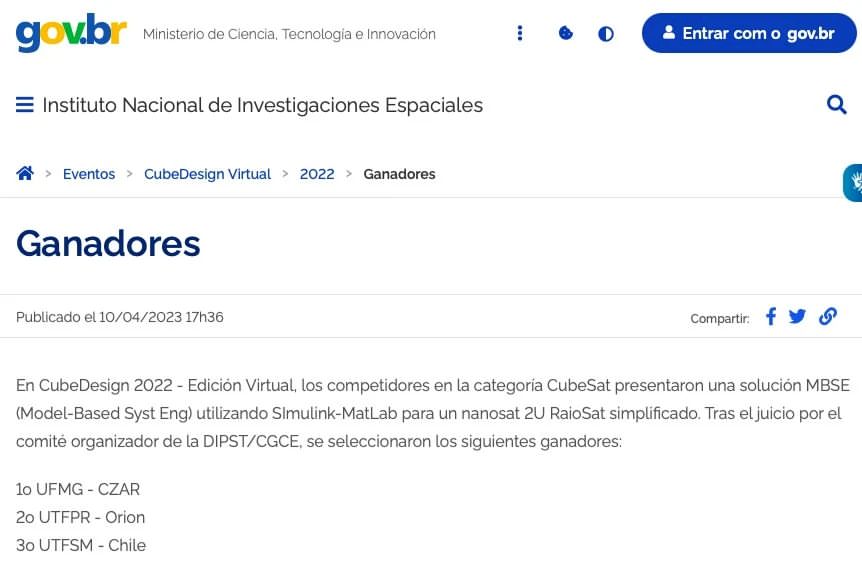 gov.br
Ministerio de Ciencia, Tecnología e Innovación
Entrar com o gov.br
Instituto Nacional de Investigaciones Espaciales
Eventos > CubeDesign Virtual > 2022 > Ganadores
Ganadores
Publicado el 10/04/2023 17h36
Compartir:
En CubeDesign 2022 - Edición Virtual, los competidores en la categoría CubeSat presentaron una solución MBSE
(Model-Based Syst Eng) utilizando SImulink-MatLab para un nanosat 2U RaioSat simplificado. Tras el juicio por el
comité organizador de la DIPST/CGCE, se seleccionaron los siguientes ganadores:
1o UFMG - CZAR
2o UTFPR - Orion
3o UTFSM - Chile